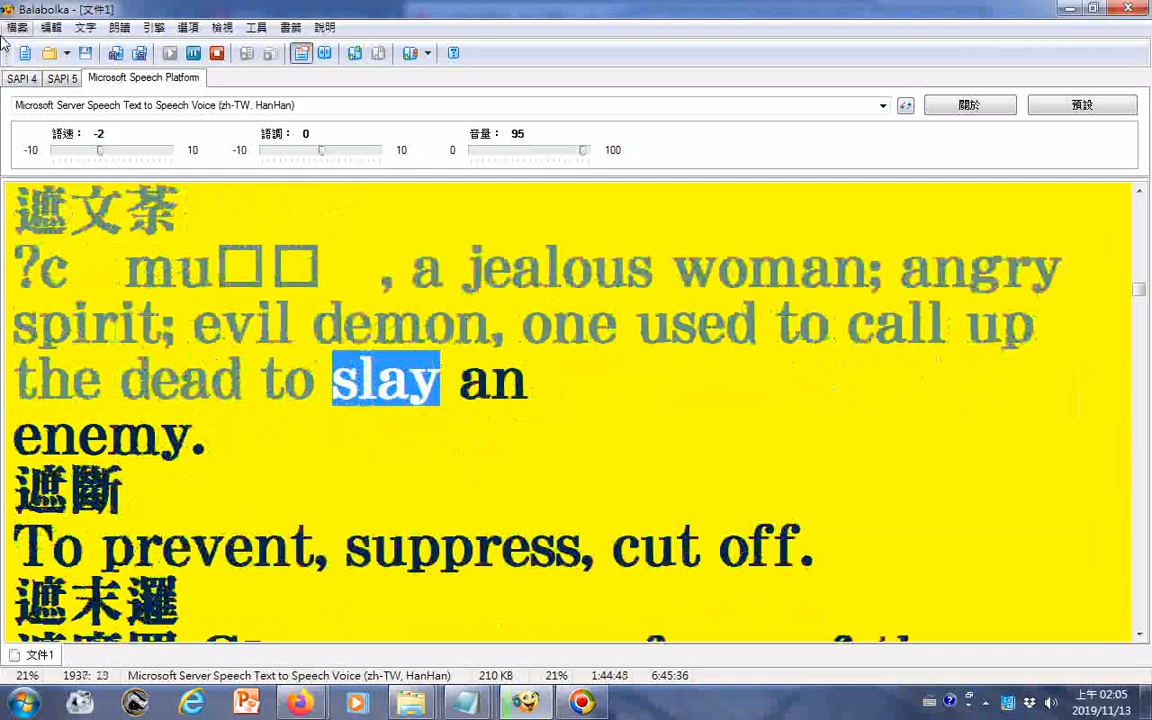 Balabolka - [文件1]
檔案 編輯 文字 朗讀 引擎 選項 檢視 工具 書籤 說明
SAPI 4 SAPI 5 Microsoft Speech Platform
Microsoft Server Speech Text to Speech Voice (zh-TW, HanHan) 關於 預設
語速： -2 語調： 0 音量： 95
-10 10 -10 10 0 100
遮文荼
?c mu□□ , a jealous woman; angry
spirit; evil demon, one used to call up
the dead to slay an
enemy.
遮斷
To prevent, suppress, cut off.
遮末邏
文件1
21% 1937: 13 Microsoft Server Speech Text to Speech Voice (zh-TW, HanHan) 210 KB 21% 1:44:48 6:45:36
上午 02:05
2019/11/13